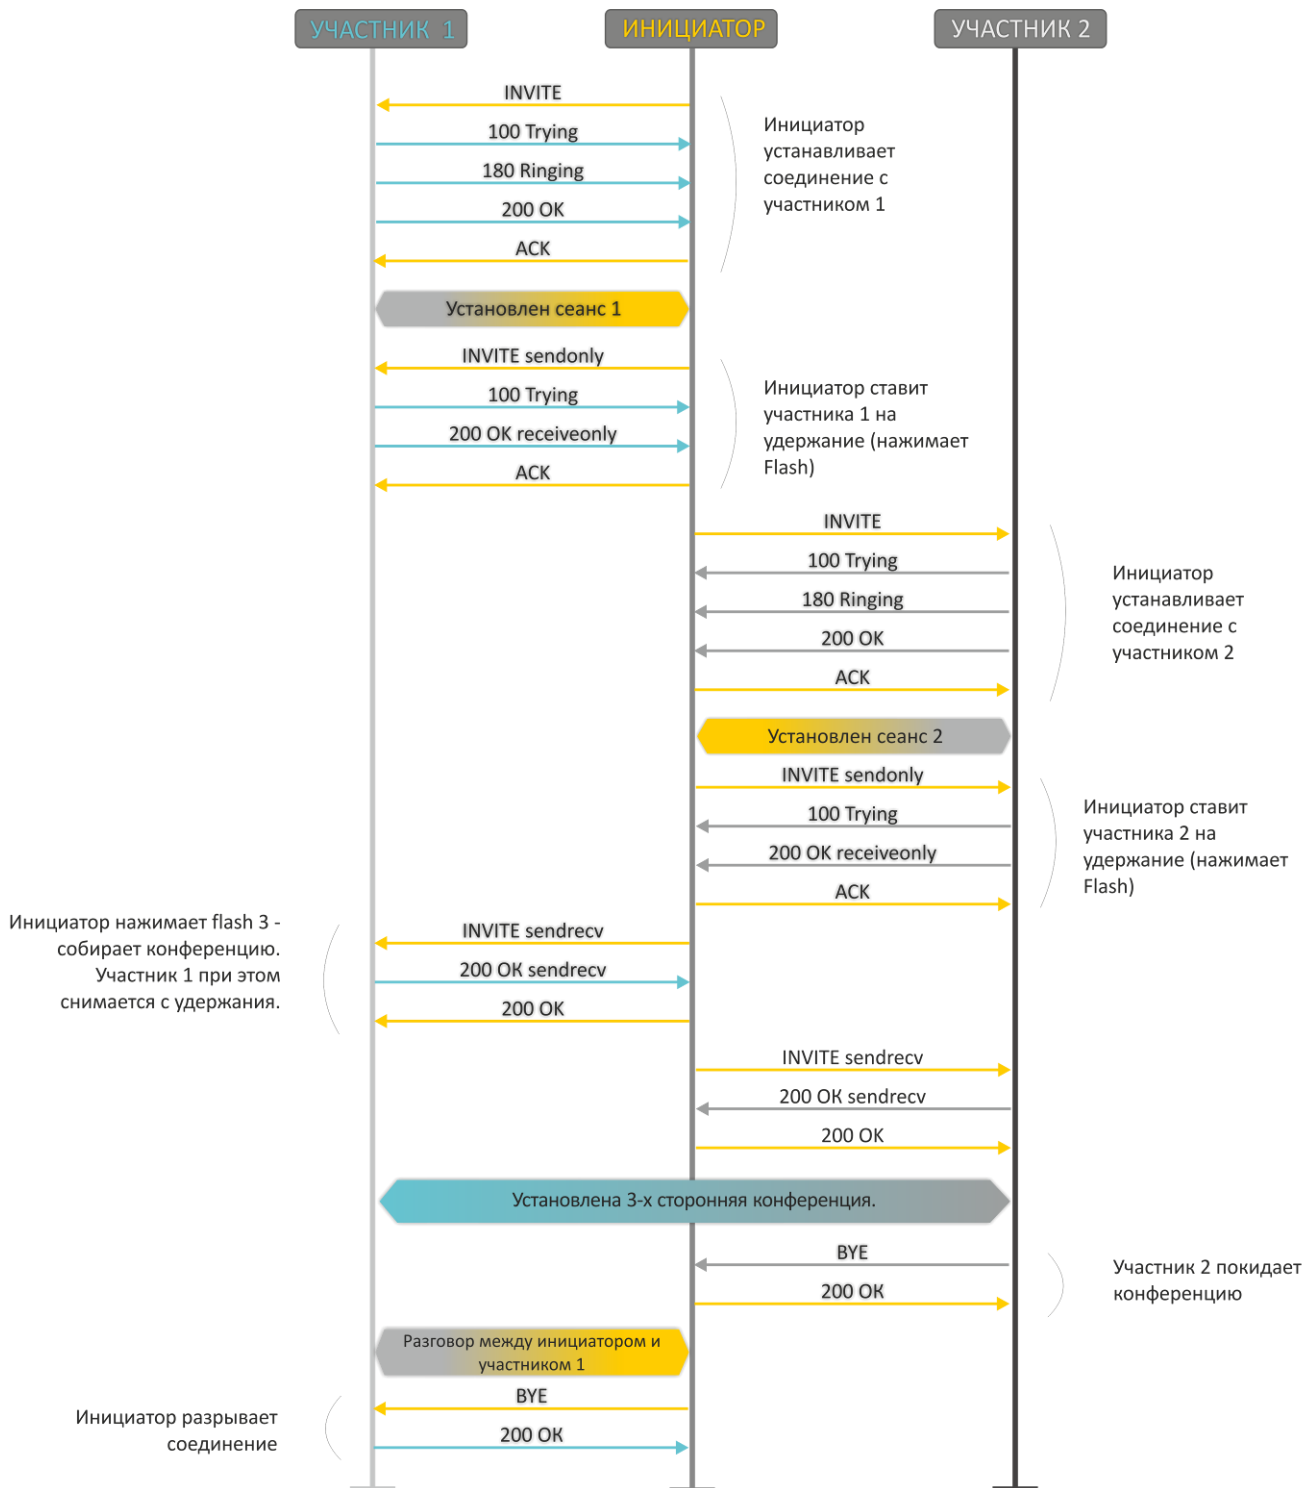 УЧАСТНИК 1
ИНИЦИАТОР
УЧАСТНИК 2
INVITE
100 Trying
180 Ringing
200 OK
ACK
Инициатор
устанавливает
соединение с
участником 1
Установлен сеанс 1
INVITE sendonly
100 Trying
200 OK receiveonly
ACK
Инициатор ставит
участника 1 на
удержание (нажимает
Flash)
INVITE
100 Trying
180 Ringing
200 OK
ACK
Инициатор
устанавливает
соединение с
участником 2
Установлен сеанс 2
INVITE sendonly
100 Trying
200 OK receiveonly
ACK
Инициатор ставит
участника 2 на
удержание (нажимает
Flash)
Инициатор нажимает flash 3 -
собирает конференцию.
Участник 1 при этом
снимается с удержания.
INVITE sendrecv
200 OK sendrecv
200 OK
INVITE sendrecv
200 OK sendrecv
200 OK
Установлена 3-х сторонняя конференция.
BYE
200 OK
Участник 2 покидает
конференцию
Разговор между инициатором и
участником 1
BYE
200 OK
Инициатор разрывает
соединение